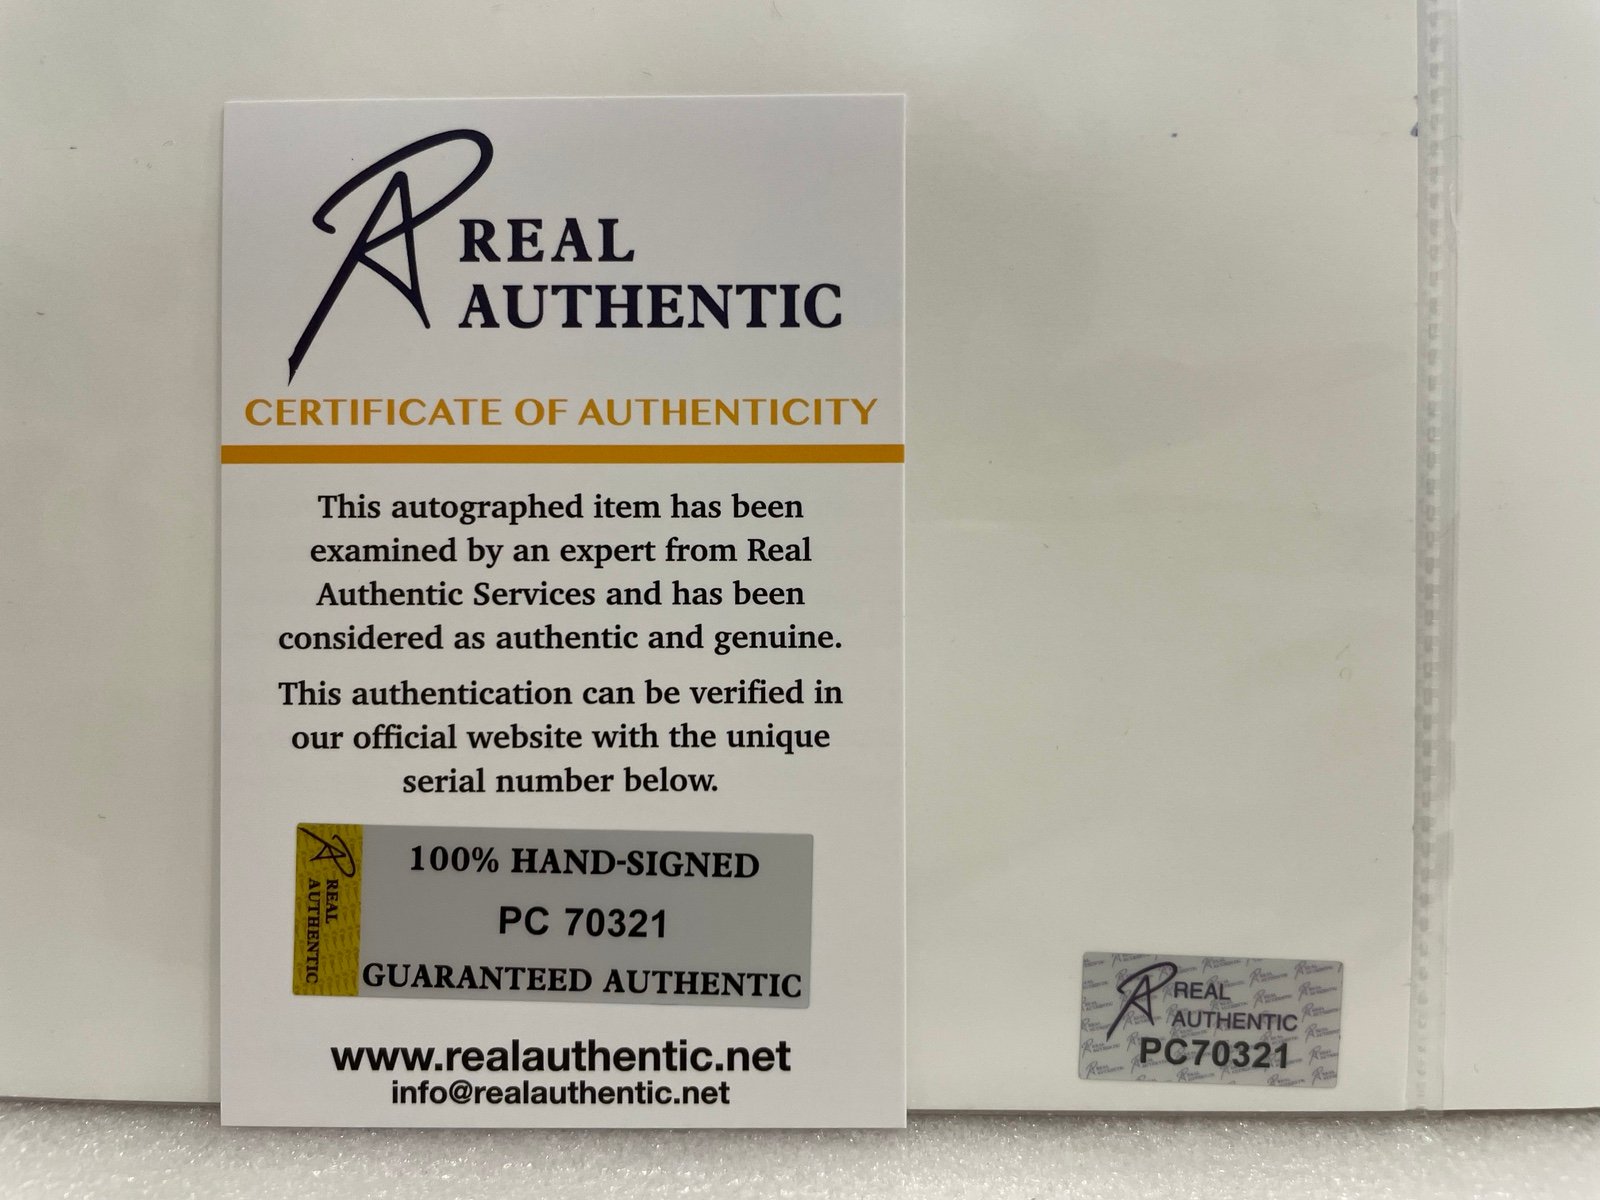 REAL
AUTHENTIC
CERTIFICATE OF AUTHENTICITY
This autographed item has been
examined by an expert from Real
Authentic Services and has been
considered as authentic and genuine.
This authentication can be verified in
our official website with the unique
serial number below.
REAL
AUTHENTIC
100% HAND-SIGNED
PC 70321
GUARANTEED AUTHENTIC
www.realauthentic.net
info@realauthentic.net
REAL
AUTHENTIC
PC70321